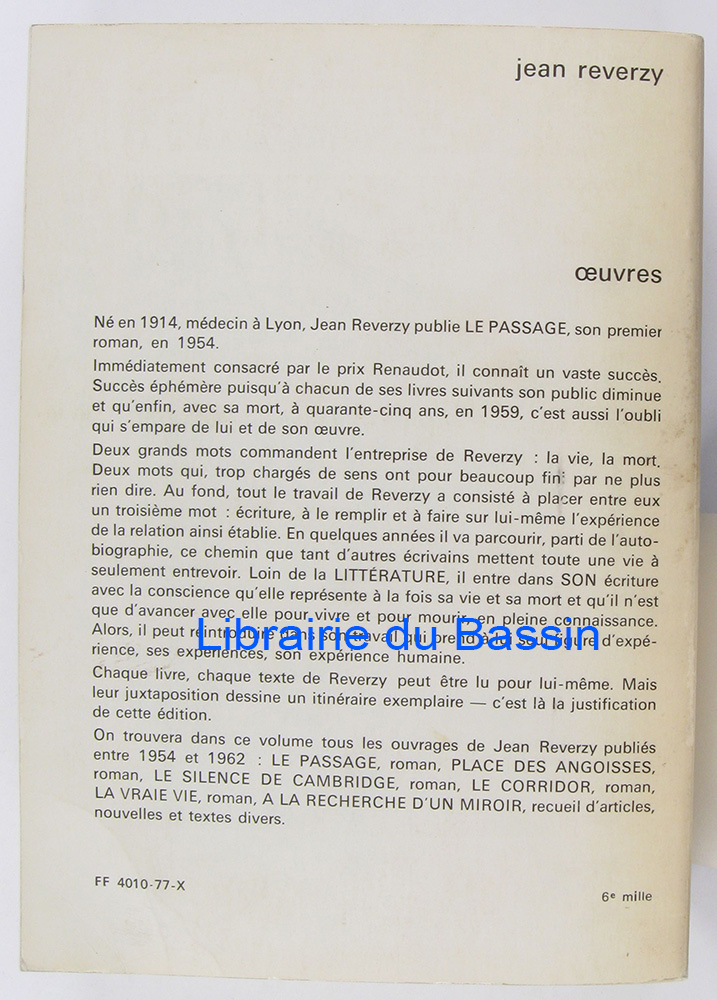 jean reverzy
œuvres
Né en 1914, médecin à Lyon, Jean Reverzy publie LE PASSAGE, son premier
roman, en 1954.
Immédiatement consacré par le prix Renaudot, il connaît un vaste succès.
Succès éphémère puisqu'à chacun de ses livres suivants son public diminue
et qu'enfin, avec sa mort, à quarante-cinq ans, en 1959, c'est aussi l'oubli
qui s'empare de lui et de son œuvre.
Deux grands mots commandent l'entreprise de Reverzy : la vie, la mort.
Deux mots qui, trop chargés de sens ont pour beaucoup fini par ne plus
rien dire. Au fond, tout le travail de Reverzy a consisté à placer entre eux
un troisième mot : écriture, à le remplir et à faire sur lui-même l'expérience
de la relation ainsi établie. En quelques années il va parcourir, parti de l'auto-
biographie, ce chemin que tant d'autres écrivains mettent toute une vie à
seulement entrevoir. Loin de la LITTÉRATURE, il entre dans SON écriture
avec la conscience qu'elle représente à la fois sa vie et sa mort et qu'il n'est
que d'avancer avec elle pour vivre et pour mourir en pleine connaissance.
Alors, il peut réintroduire dans son travail qui prend à lui seul figure d'expé-
rience, ses expériences, son expérience humaine.
Librairie du Bassin
Chaque livre, chaque texte de Reverzy peut être lu pour lui-même. Mais
leur juxtaposition dessine un itinéraire exemplaire — c'est là la justification
de cette édition.
On trouvera dans ce volume tous les ouvrages de Jean Reverzy publiés
entre 1954 et 1962 : LE PASSAGE, roman, PLACE DES ANGOISSES,
roman, LE SILENCE DE CAMBRIDGE, roman, LE CORRIDOR, roman,
LA VRAIE VIE, roman, A LA RECHERCHE D'UN MIROIR, recueil d'articles,
nouvelles et textes divers.
FF 4010-77-X
6e mille